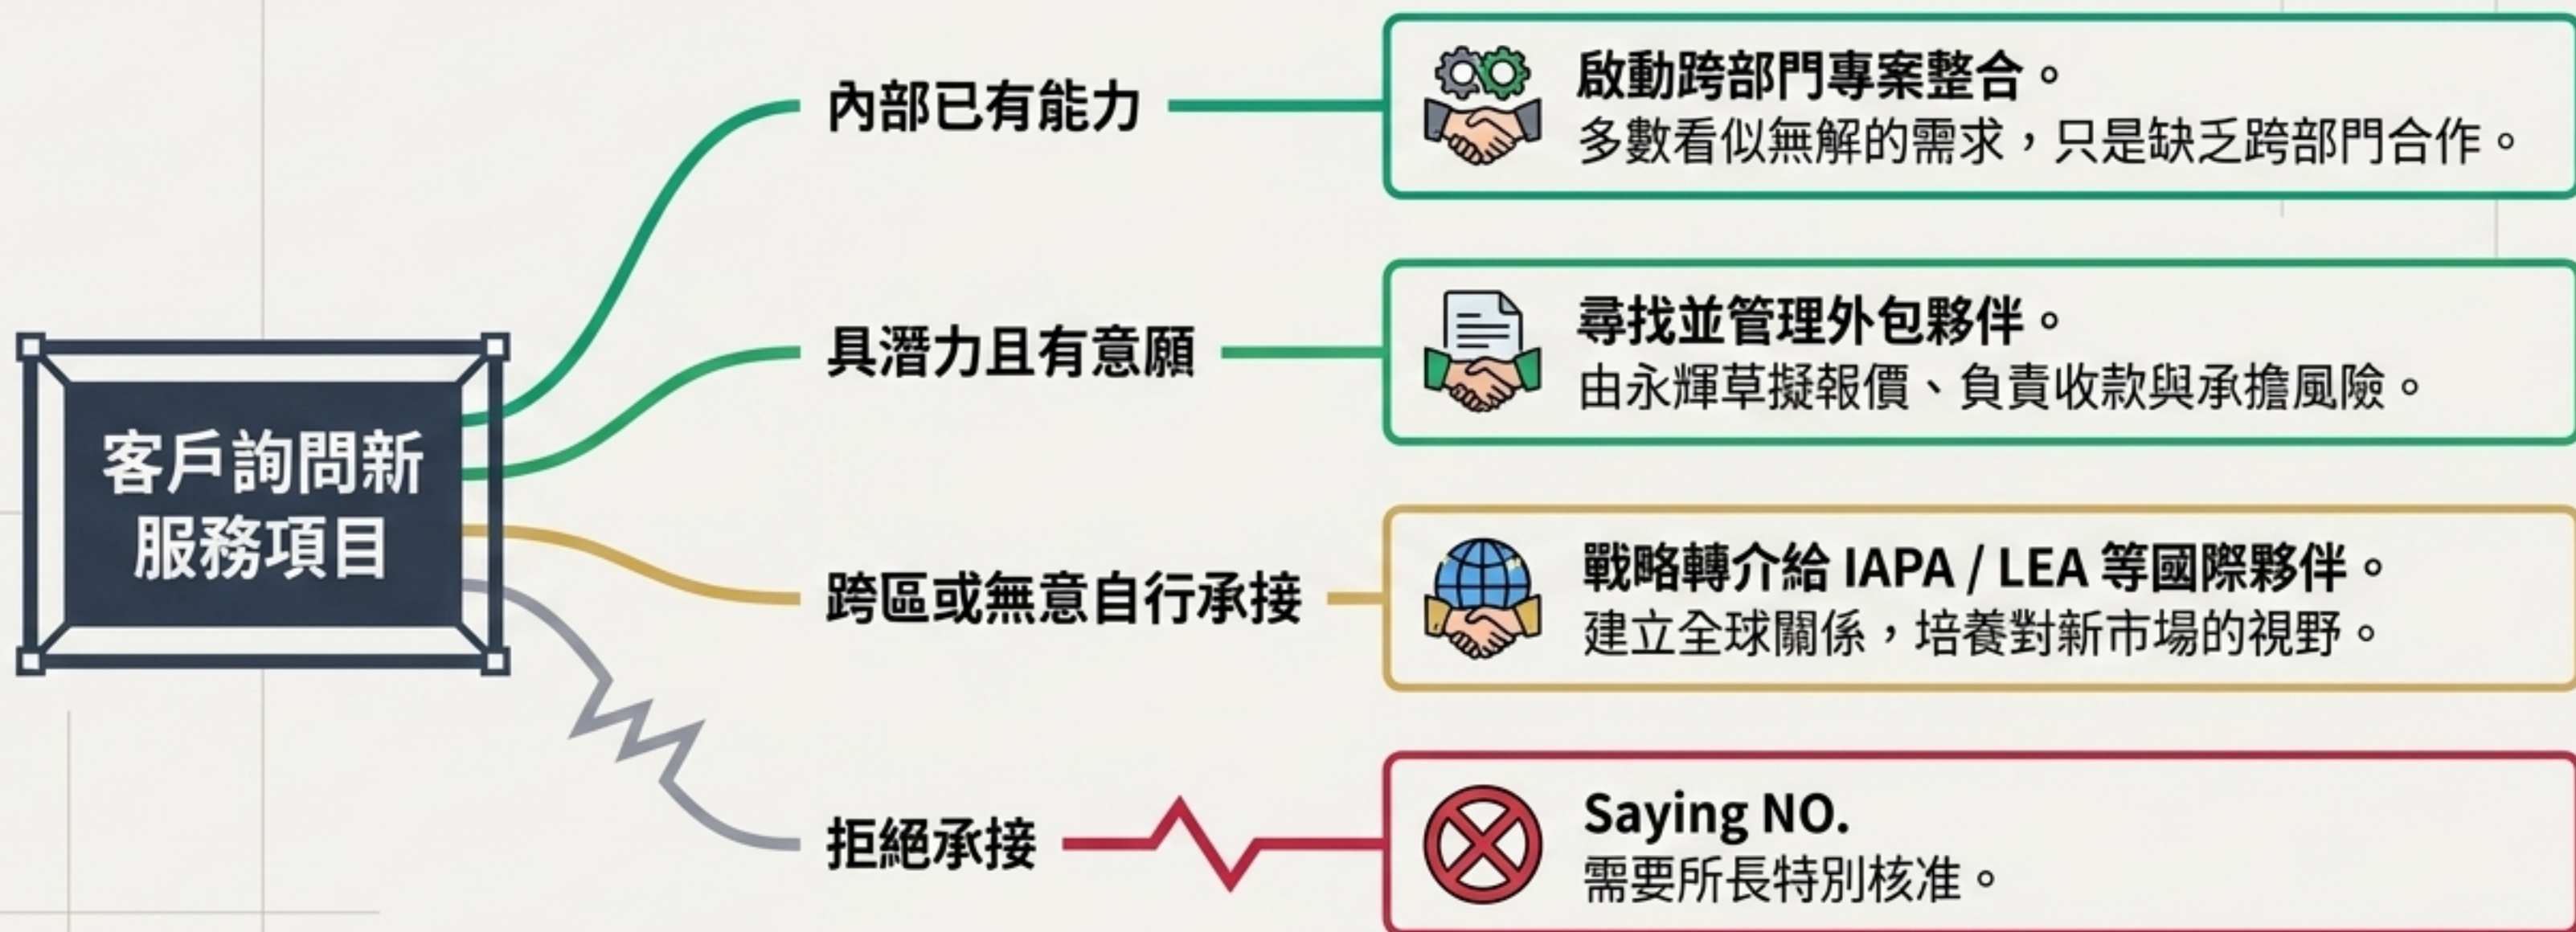 客戶詢問新
服務項目
內部已有能力
啟動跨部門專案整合。
多數看似無解的需求，只是缺乏跨部門合作。
具潛力且有意願
尋找並管理外包夥伴。
由永輝草擬報價、負責收款與承擔風險。
跨區或無意自行承接
戰略轉介給 IAPA / LEA 等國際夥伴。
建立全球關係，培養對新市場的視野。
拒絕承接
Saying NO.
需要所長特別核准。